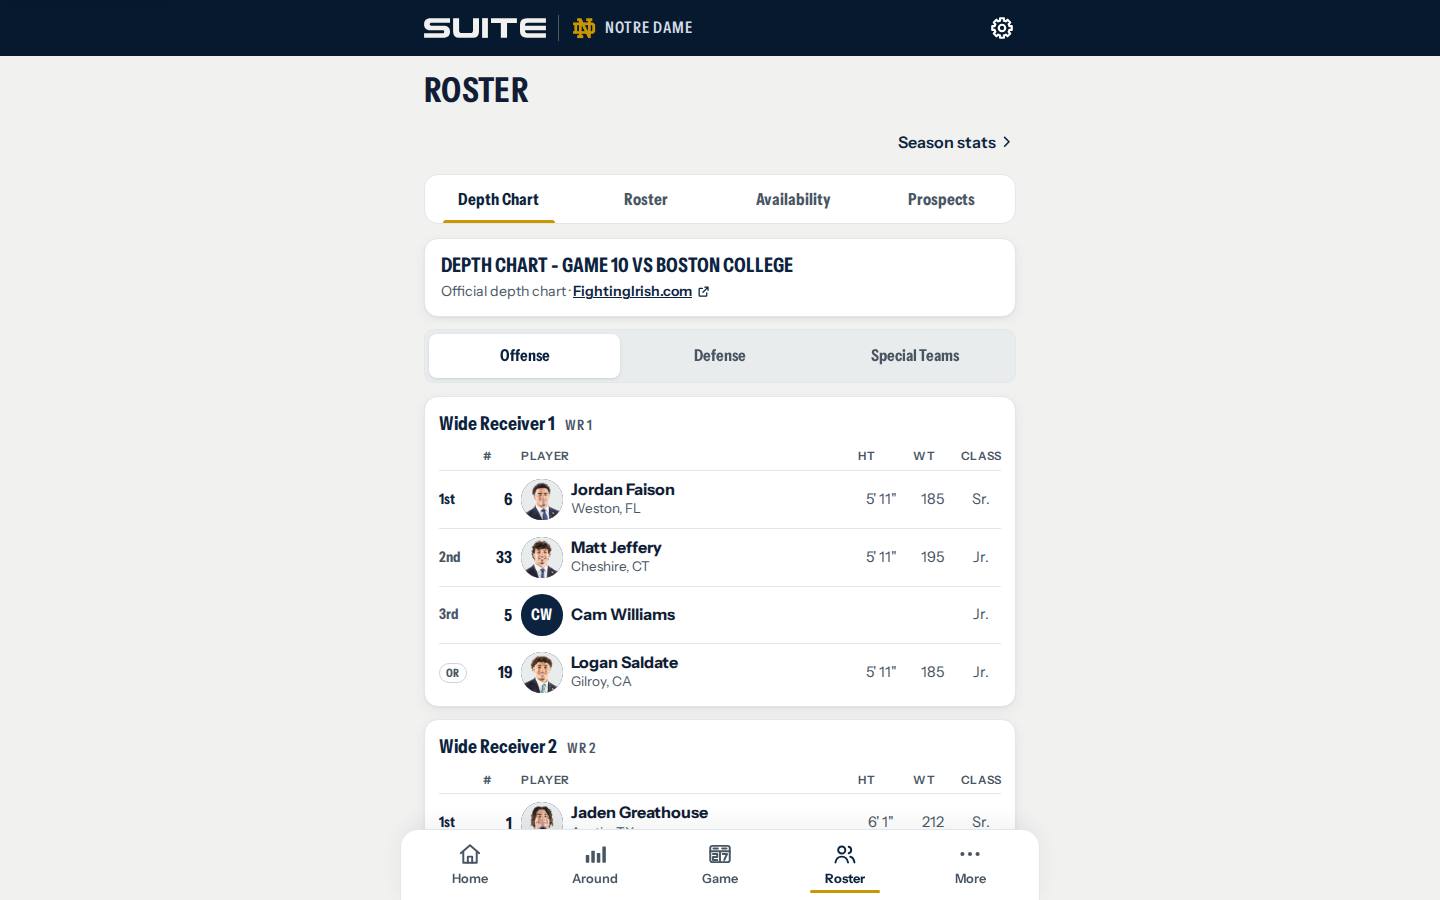 SUITE NOTRE DAME
ROSTER
Season stats
Depth Chart Roster Availability Prospects
DEPTH CHART - GAME 10 VS BOSTON COLLEGE
Official depth chart · FightingIrish.com
Offense Defense Special Teams
Wide Receiver 1 WR1
# PLAYER HT WT CLASS
1st 6 Jordan Faison 5' 11" 185 Sr.
Weston, FL
2nd 33 Matt Jeffery 5' 11" 195 Jr.
Cheshire, CT
3rd 5 CW Cam Williams Jr.
OR 19 Logan Saldate 5' 11" 185 Jr.
Gilroy, CA
Wide Receiver 2 WR2
# PLAYER HT WT CLASS
1st 1 Jaden Greathouse 6' 1" 212 Sr.
Home Around Game Roster More